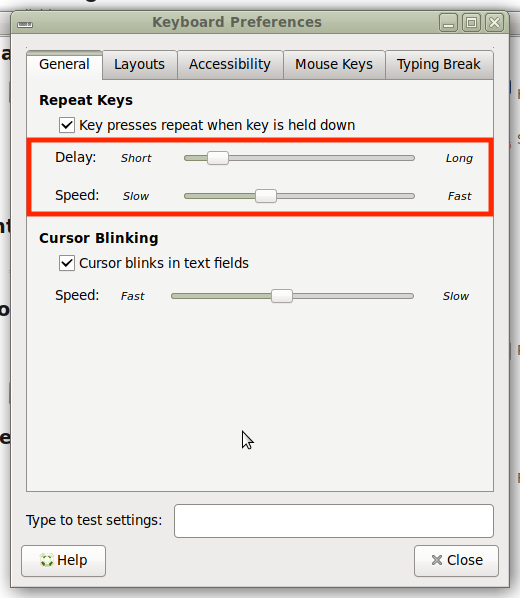 Keyboard Preferences
General Layouts Accessibility Mouse Keys Typing Break
Repeat Keys
Key presses repeat when key is held down
Delay: Short Long
Speed: Slow Fast
Cursor Blinking
Cursor blinks in text fields
Speed: Fast Slow
Type to test settings:
Help Close